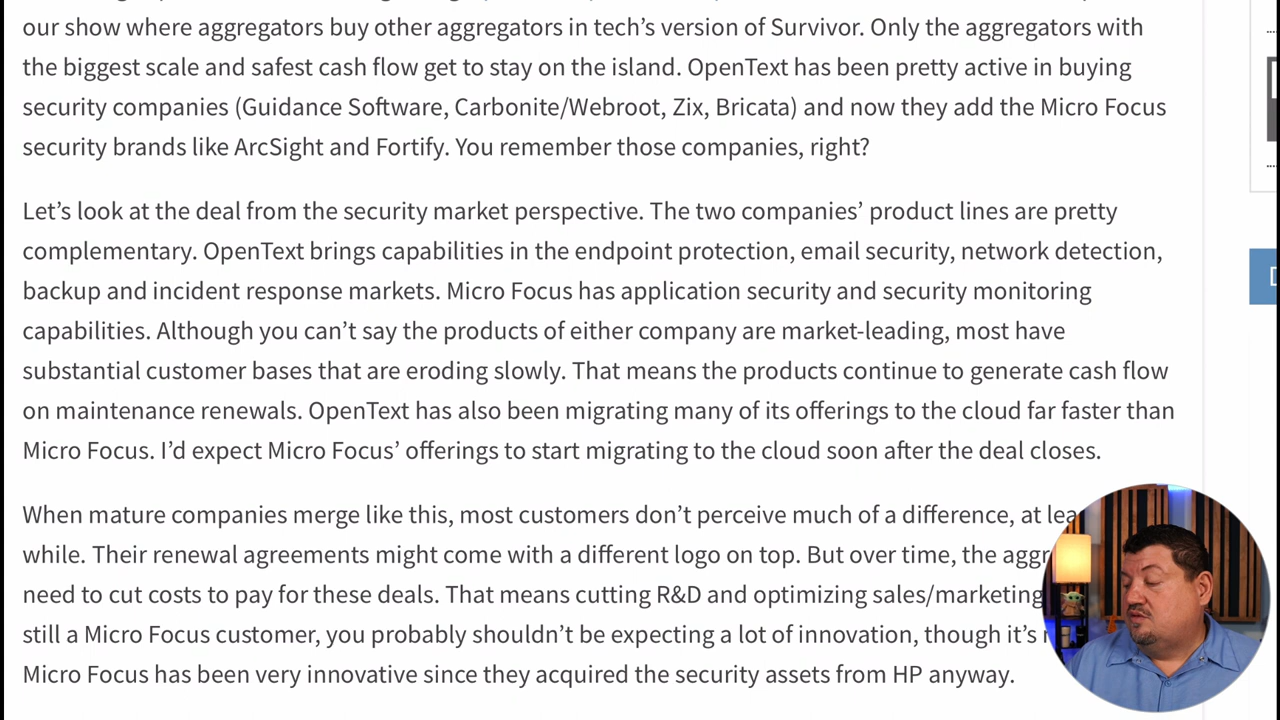 our show where aggregators buy other aggregators in tech’s version of Survivor. Only the aggregators with
the biggest scale and safest cash flow get to stay on the island. OpenText has been pretty active in buying
security companies (Guidance Software, Carbonite/Webroot, Zix, Bricata) and now they add the Micro Focus
security brands like ArcSight and Fortify. You remember those companies, right?
Let’s look at the deal from the security market perspective. The two companies’ product lines are pretty
complementary. OpenText brings capabilities in the endpoint protection, email security, network detection,
backup and incident response markets. Micro Focus has application security and security monitoring
capabilities. Although you can’t say the products of either company are market-leading, most have
substantial customer bases that are eroding slowly. That means the products continue to generate cash flow
on maintenance renewals. OpenText has also been migrating many of its offerings to the cloud far faster than
Micro Focus. I’d expect Micro Focus’ offerings to start migrating to the cloud soon after the deal closes.
When mature companies merge like this, most customers don’t perceive much of a difference, at
while. Their renewal agreements might come with a different logo on top. But over time, the
need to cut costs to pay for these deals. That means cutting R&D and optimizing sales/marketing
still a Micro Focus customer, you probably shouldn’t be expecting a lot of innovation, though it’s
Micro Focus has been very innovative since they acquired the security assets from HP anyway.